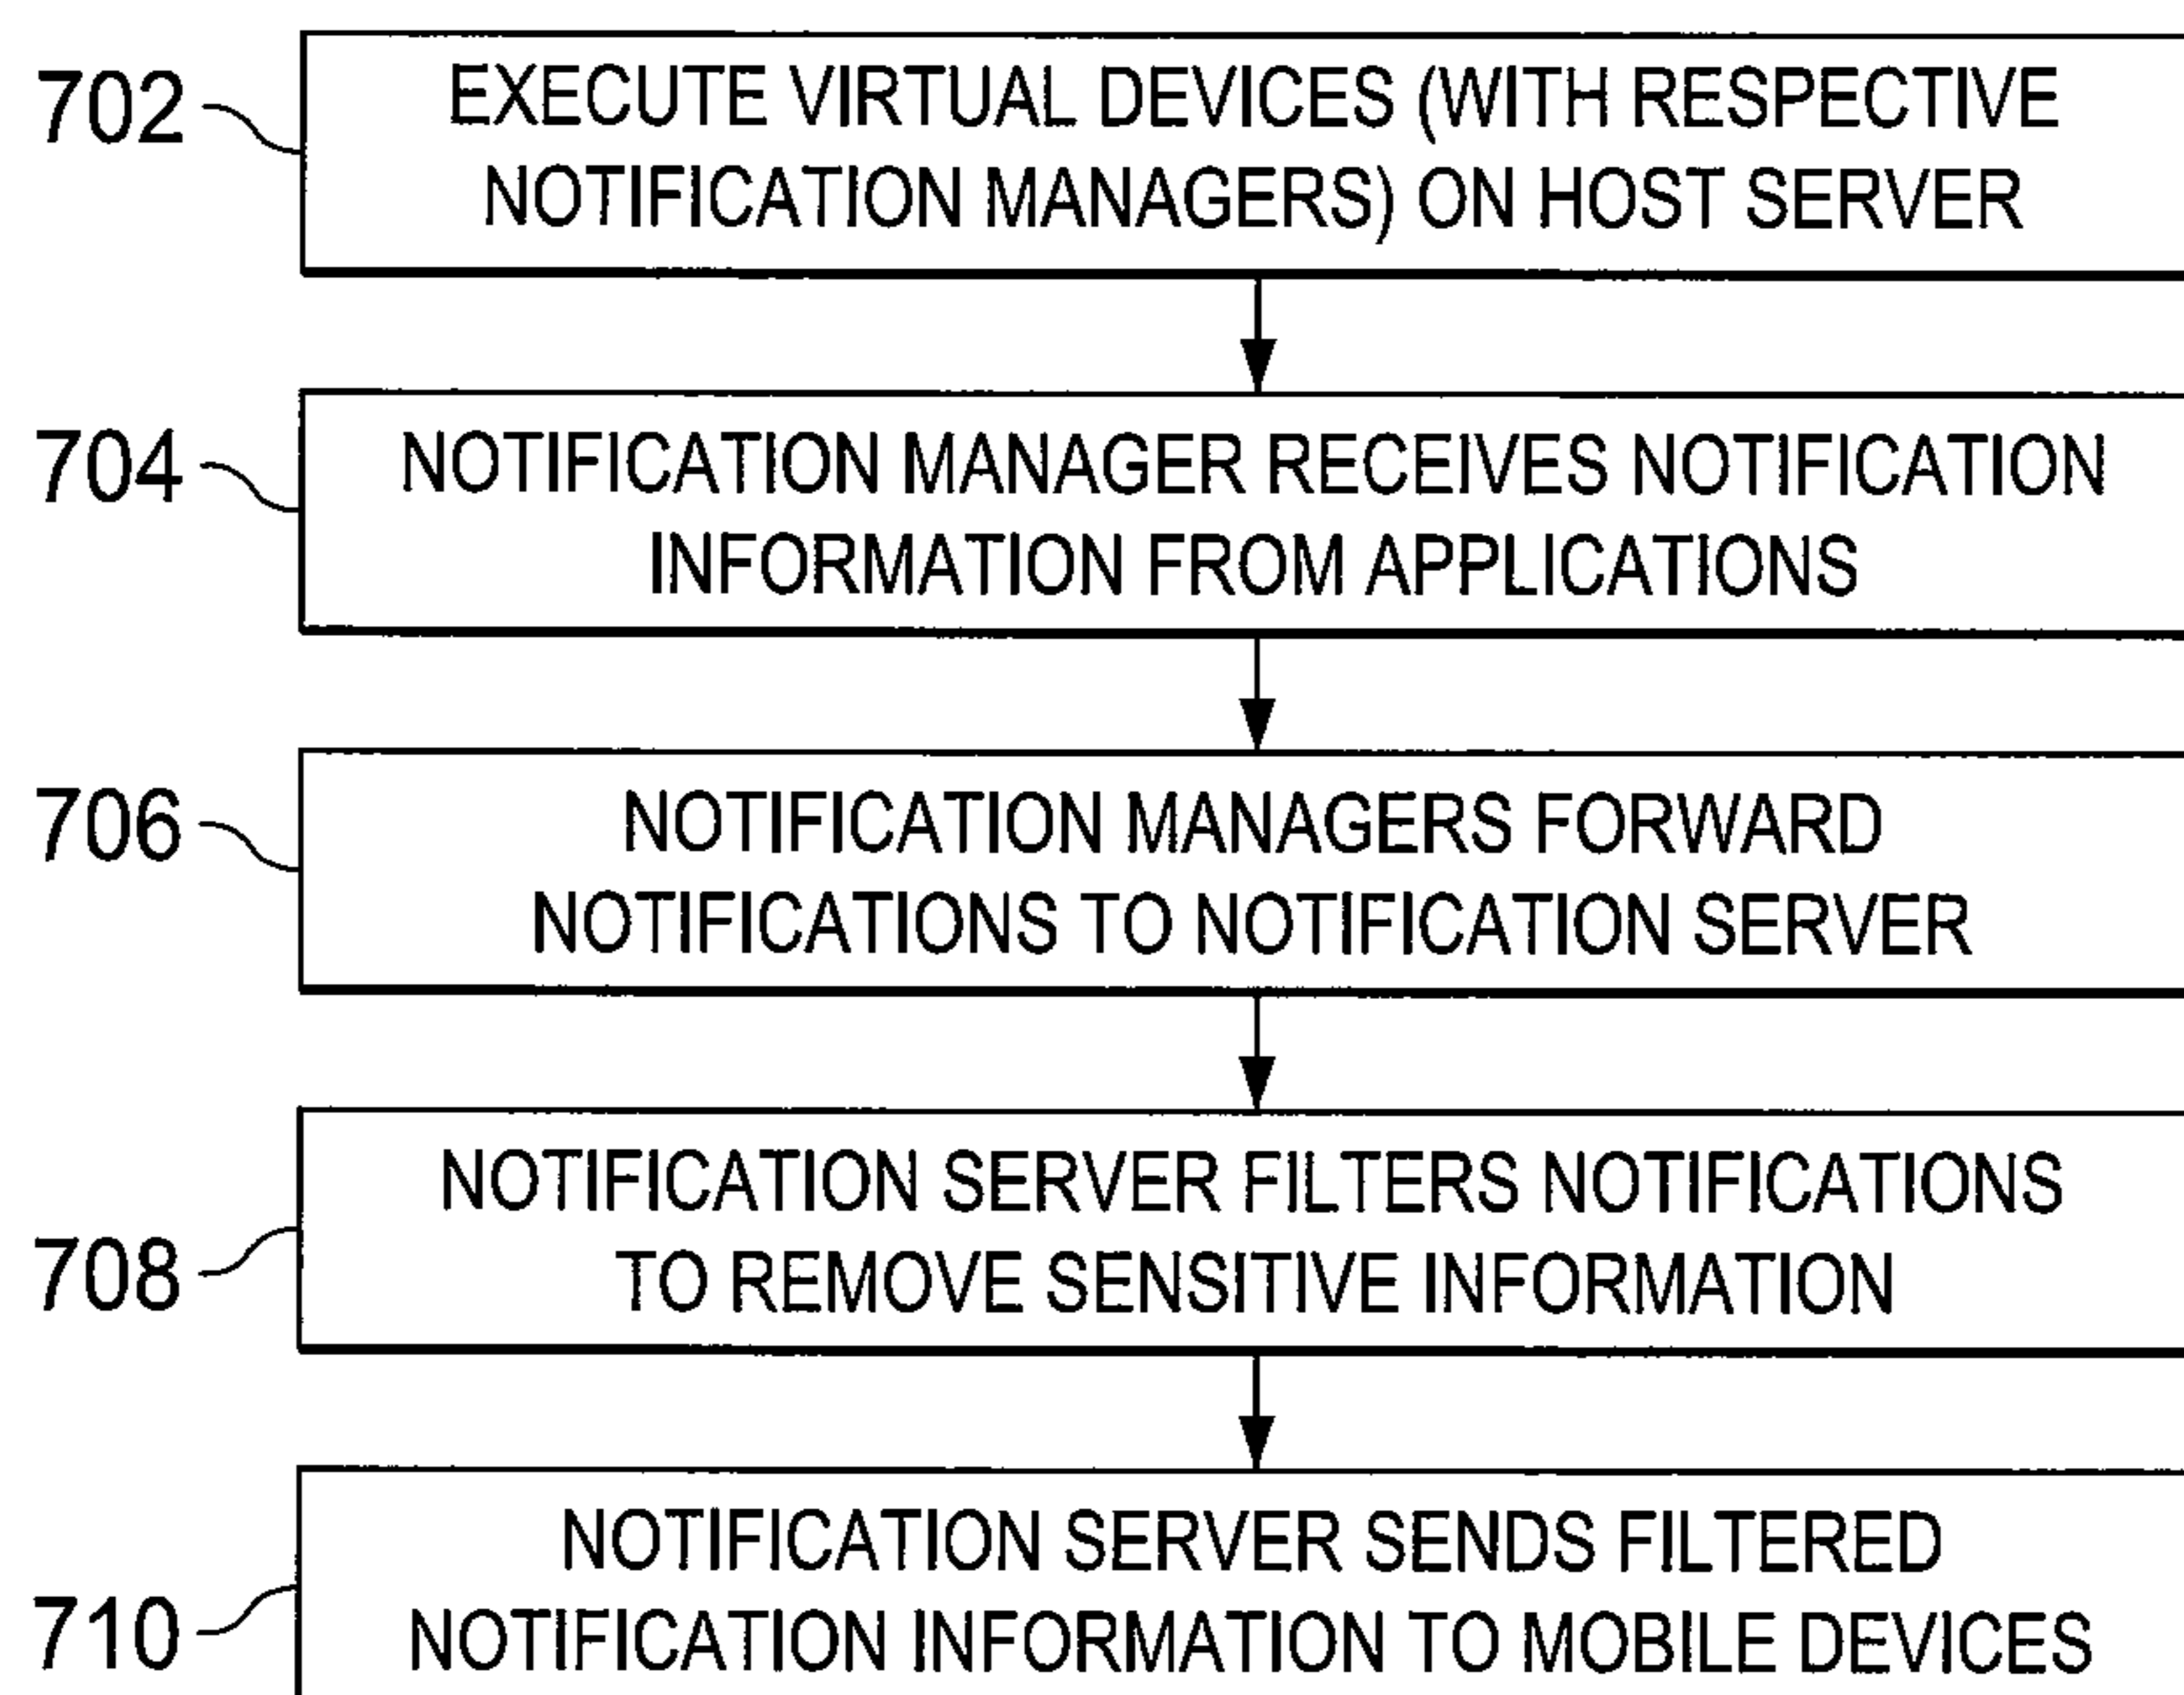 702
EXECUTE VIRTUAL DEVICES (WITH RESPECTIVE
NOTIFICATION MANAGERS) ON HOST SERVER
704
NOTIFICATION MANAGER RECEIVES NOTIFICATION
INFORMATION FROM APPLICATIONS
706
NOTIFICATION MANAGERS FORWARD
NOTIFICATIONS TO NOTIFICATION SERVER
708
NOTIFICATION SERVER FILTERS NOTIFICATIONS
TO REMOVE SENSITIVE INFORMATION
710
NOTIFICATION SERVER SENDS FILTERED
NOTIFICATION INFORMATION TO MOBILE DEVICES